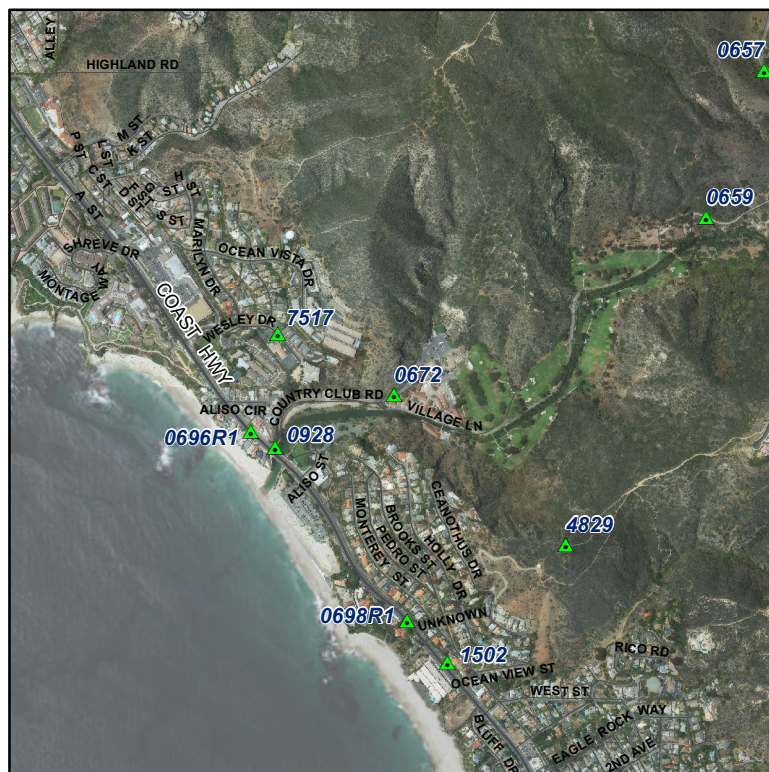 ALLEY
0657
HIGHLAND RD
M ST
L ST
K ST
P ST
C ST
H ST
G ST
F ST
D ST
S ST
A ST
0659
MARILYN DR
OCEAN VISTA DR
SHREVE DR
MONTAGE WAY
COAST HWY
7517
WESLEY DR
0672
COUNTRY CLUB RD
ALISO CIR
VILLAGE LN
0696R1
0928
ALISO ST
CEANOTHUS DR
BROOKS ST
HOLLY DR
PEDRO ST
MONTEREY ST
4829
0698R1
UNKNOWN
1502
RICO RD
OCEAN VIEW ST
WEST ST
EAGLE ROCK WAY
BLUFF DR
2ND AVE